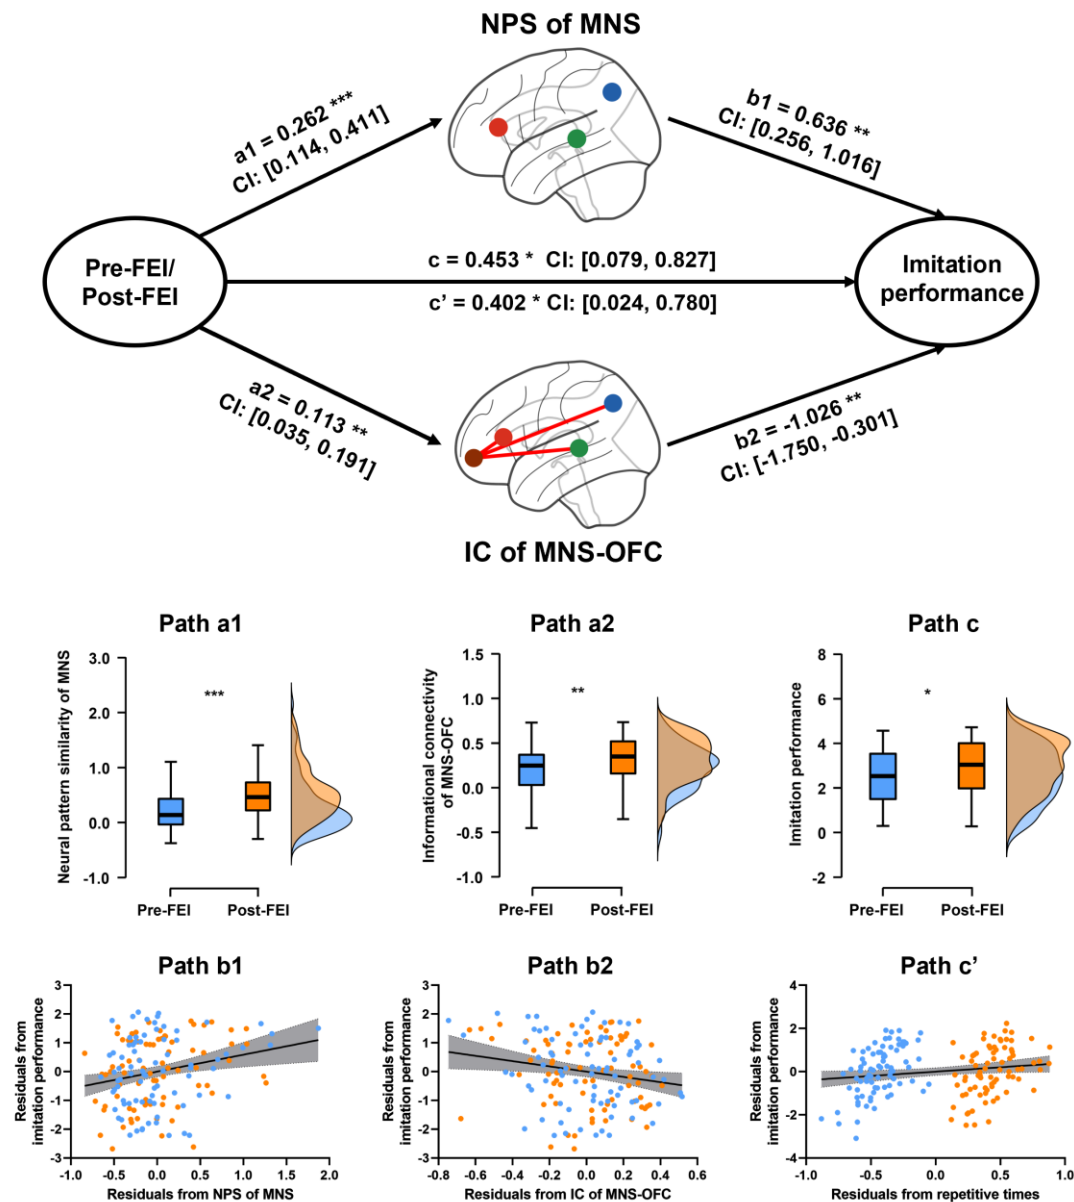 NPS of MNS
a1 = 0.262 ***
CI: [0.114, 0.411]
b1 = 0.636 **
CI: [0.256, 1.016]
Pre-FEI/
Post-FEI
c = 0.453 * CI: [0.079, 0.827]
c' = 0.402 * CI: [0.024, 0.780]
Imitation
performance
a2 = 0.113 **
CI: [0.035, 0.191]
b2 = -1.026 **
CI: [-1.750, -0.301]
IC of MNS-OFC
Path a1
Neural pattern similarity of MNS
3.0
2.0
1.0
0.0
-1.0
***
Pre-FEI
Post-FEI
Path a2
Informational connectivity
of MNS-OFC
1.5
1.0
0.5
0.0
-0.5
-1.0
**
Pre-FEI
Post-FEI
Path c
Imitation performance
8
6
4
2
0
-2
*
Pre-FEI
Post-FEI
Path b1
Residuals from
imitation performance
3
2
1
0
-1
-2
-3
-1.0 -0.5 0.0 0.5 1.0 1.5 2.0
Residuals from NPS of MNS
Path b2
Residuals from
imitation performance
3
2
1
0
-1
-2
-3
-0.8 -0.6 -0.4 -0.2 0.0 0.2 0.4 0.6
Residuals from IC of MNS-OFC
Path c'
Residuals from
imitation performance
4
2
0
-2
-4
-1.0 -0.5 0.0 0.5 1.0
Residuals from repetitive times